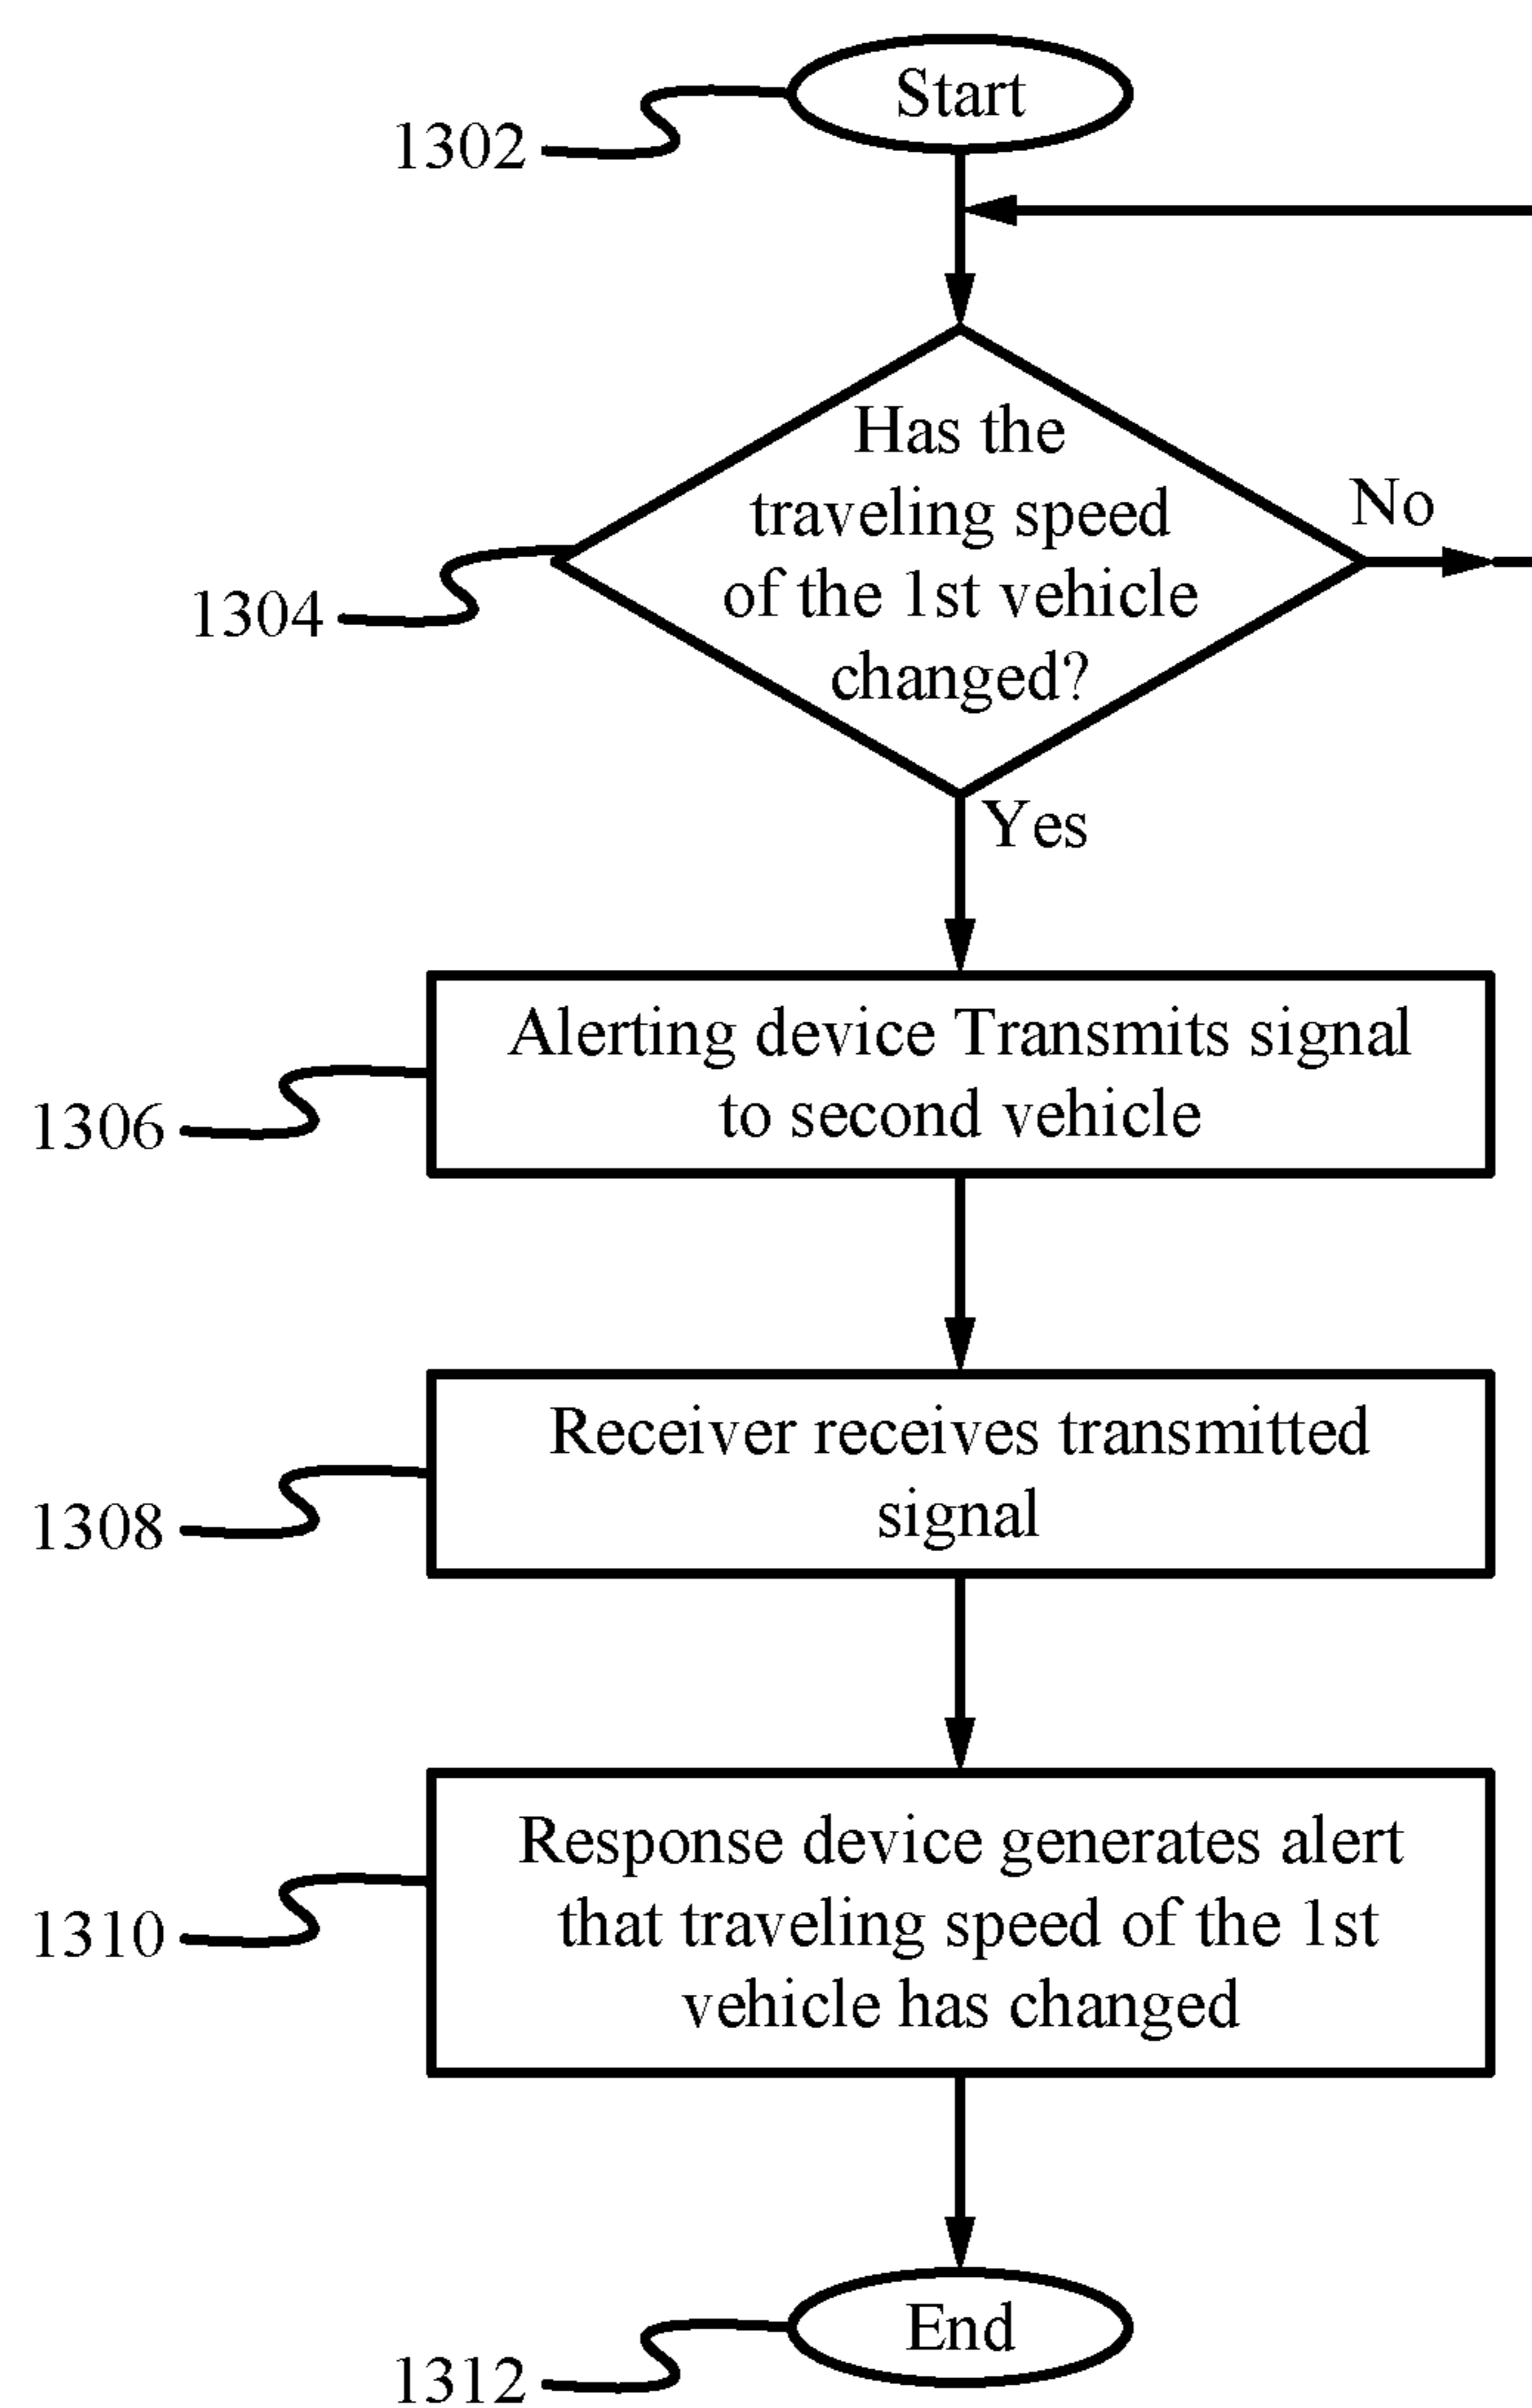 Start
1302
Has the
traveling speed
of the 1st vehicle
changed?
No
1304
Yes
Alerting device Transmits signal
to second vehicle
1306
Receiver receives transmitted
signal
1308
Response device generates alert
that traveling speed of the 1st
vehicle has changed
1310
End
1312